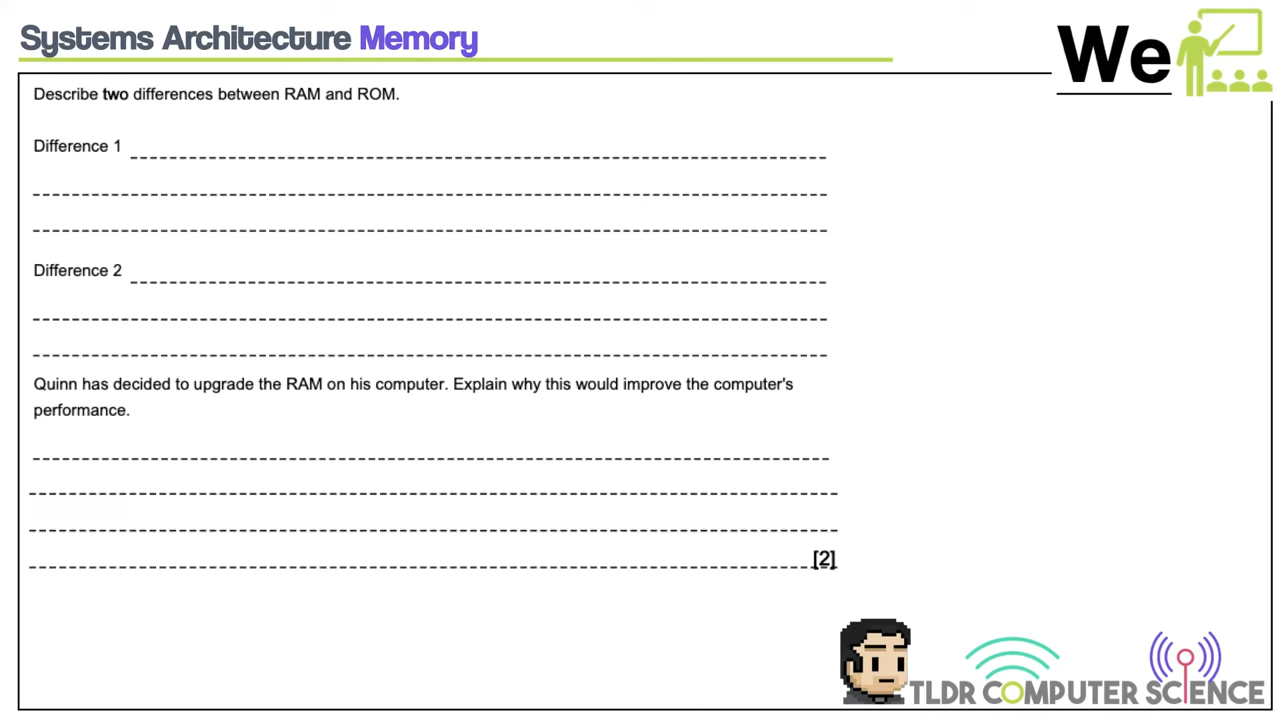 Systems Architecture Memory
We
Describe two differences between RAM and ROM.
Difference 1
Difference 2
Quinn has decided to upgrade the RAM on his computer. Explain why this would improve the computer's
performance.
[2]
TLDR COMPUTER SCIENCE